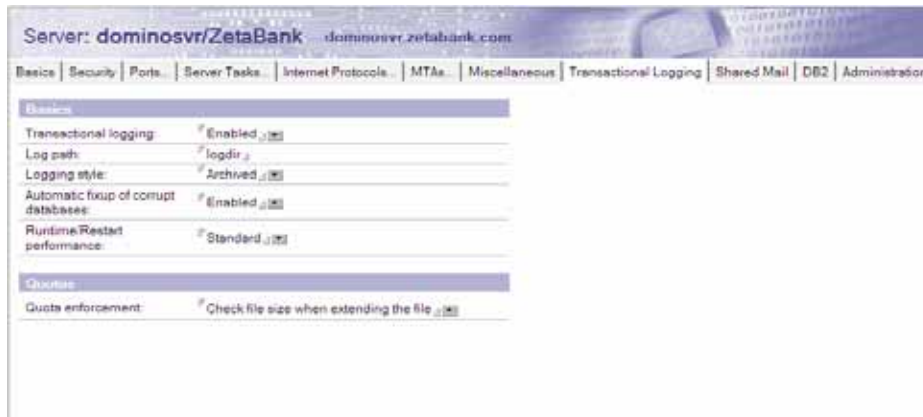 Server: dominosvr/ZetaBank dominosvr.zetabank.com
Basics Security Ports... Server Tasks... Internet Protocols... MTAs... Miscellaneous Transactional Logging Shared Mail DB2 Administration
Basics
Transactional logging: Enabled
Log path: logdir
Logging style: Archived
Automatic fixup of corrupt databases: Enabled
Runtime/Restart performance: Standard
Quotas
Quota enforcement: Check file size when extending the file